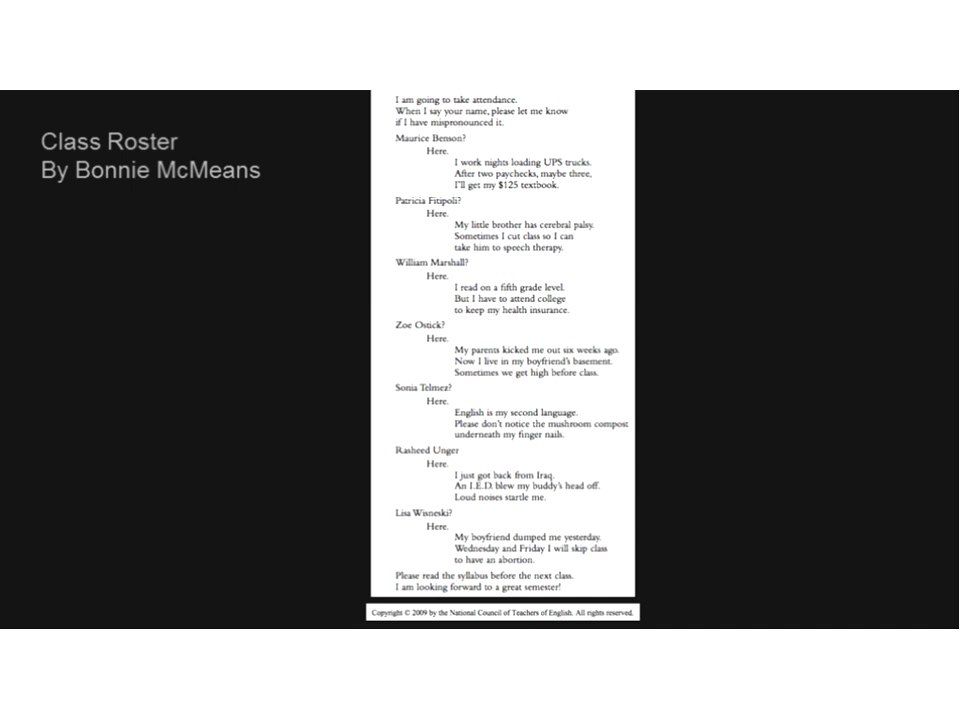 Class Roster
By Bonnie McMeans
I am going to take attendance.
When I say your name, please let me know
if I have mispronounced it.
Maurice Benson?
Here.
I work nights loading UPS trucks.
After two paychecks, maybe three,
I'll get my $125 textbook.
Patricia Fitipoli?
Here.
My little brother has cerebral palsy.
Sometimes I cut class so I can
take him to speech therapy.
William Marshall?
Here.
I read on a fifth grade level.
But I have to attend college
to keep my health insurance.
Zoe Ostick?
Here.
My parents kicked me out six weeks ago.
Now I live in my boyfriend's basement.
Sometimes we get high before class.
Sonia Telmez?
Here.
English is my second language.
Please don't notice the mushroom compost
underneath my finger nails.
Rasheed Unger
Here.
I just got back from Iraq.
An I.E.D. blew my buddy's head off.
Loud noises startle me.
Lisa Wisneski?
Here.
My boyfriend dumped me yesterday.
Wednesday and Friday I will skip class
to have an abortion.
Please read the syllabus before the next class.
I am looking forward to a great semester!
Copyright © 2009 by the National Council of Teachers of English. All rights reserved.